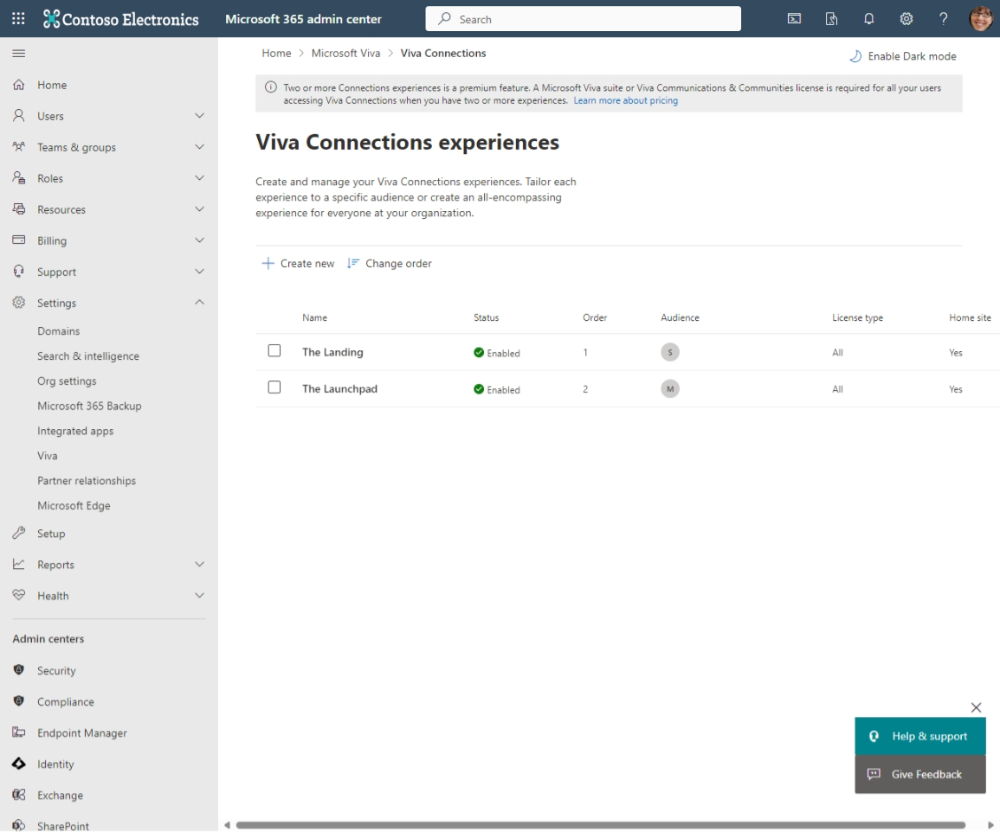 Contoso Electronics
Microsoft 365 admin center
Search
Home
Users
Teams & groups
Roles
Resources
Billing
Support
Settings
Domains
Search & intelligence
Org settings
Microsoft 365 Backup
Integrated apps
Viva
Partner relationships
Microsoft Edge
Setup
Reports
Health
Admin centers
Security
Compliance
Endpoint Manager
Identity
Exchange
SharePoint
Home > Microsoft Viva > Viva Connections
Enable Dark mode
Two or more Connections experiences is a premium feature. A Microsoft Viva suite or Viva Communications & Communities license is required for all your users
accessing Viva Connections when you have two or more experiences. Learn more about pricing
Viva Connections experiences
Create and manage your Viva Connections experiences. Tailor each
experience to a specific audience or create an all-encompassing
experience for everyone at your organization.
Create new
Change order
Name Status Order Audience License type Home site
The Landing Enabled 1 S All Yes
The Launchpad Enabled 2 M All Yes
Help & support
Give Feedback